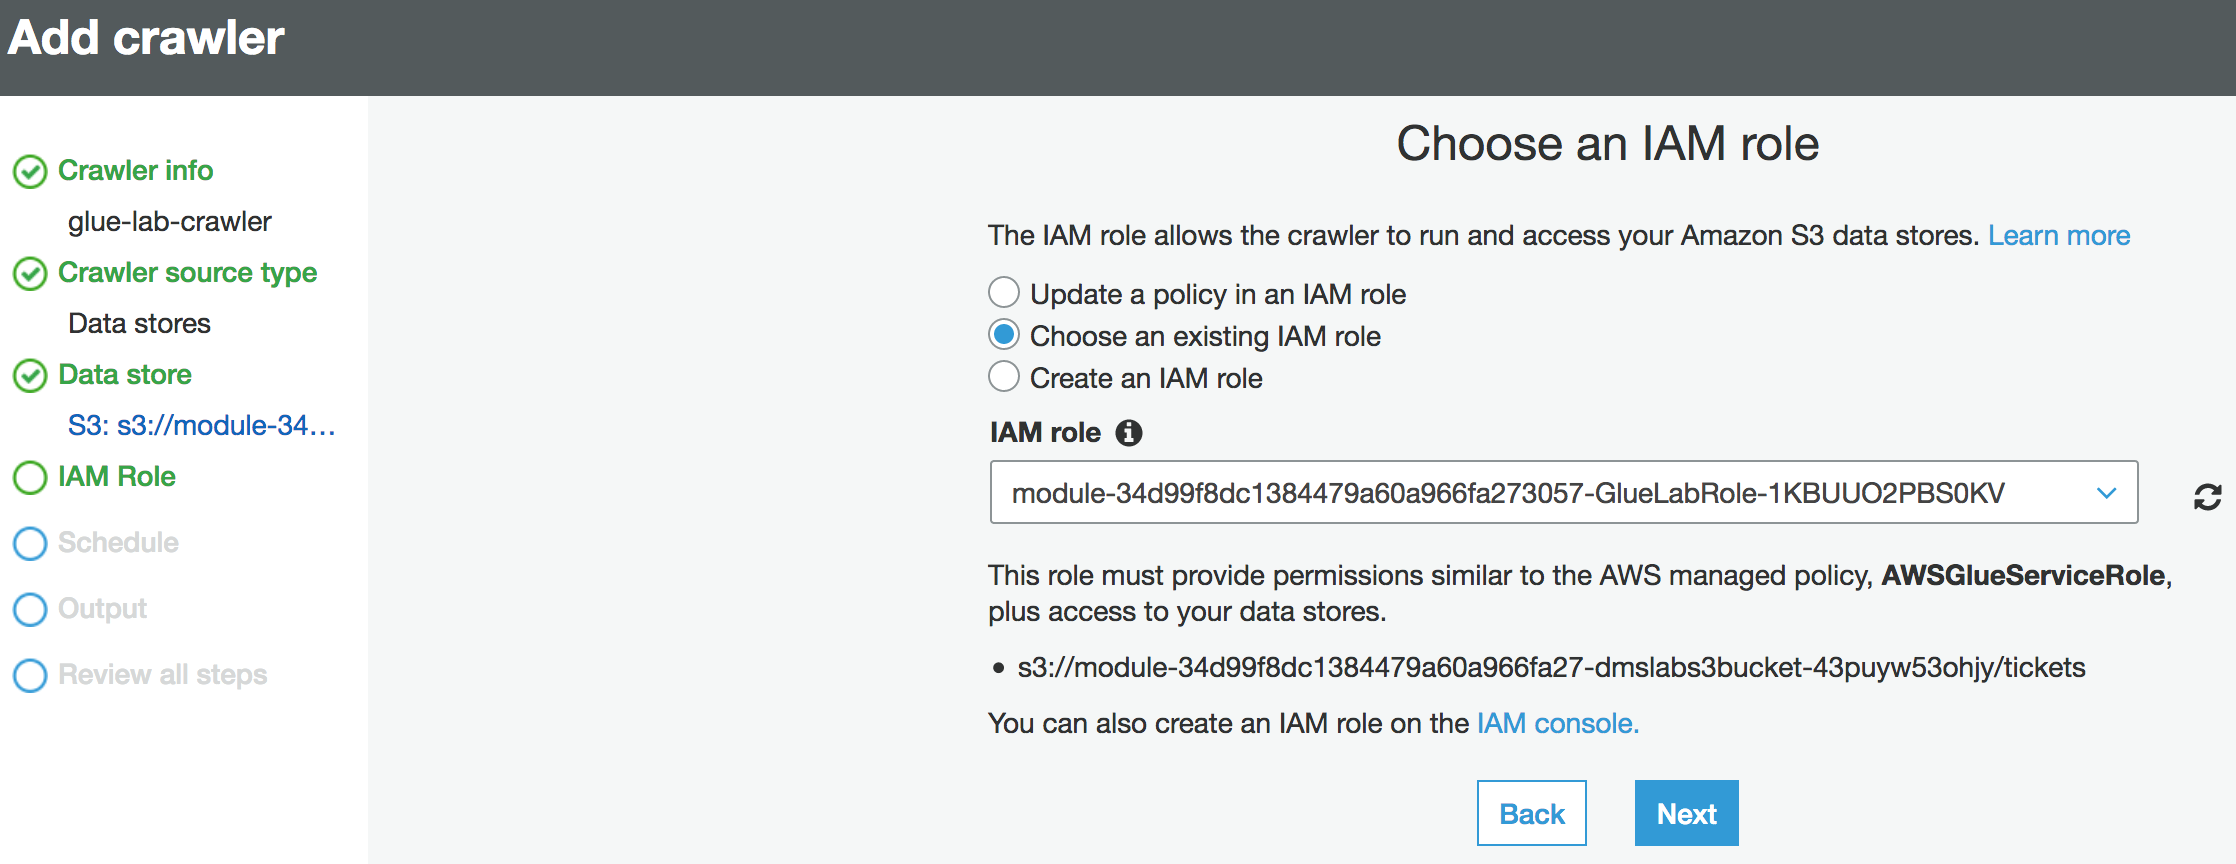 Add crawler
Crawler info
glue-lab-crawler
Crawler source type
Data stores
Data store
S3: s3://module-34...
IAM Role
Schedule
Output
Review all steps
Choose an IAM role
The IAM role allows the crawler to run and access your Amazon S3 data stores. Learn more
Update a policy in an IAM role
Choose an existing IAM role
Create an IAM role
IAM role
module-34d99f8dc1384479a60a966fa273057-GlueLabRole-1KBUUO2PBS0KV
This role must provide permissions similar to the AWS managed policy, AWSGlueServiceRole,
plus access to your data stores.
• s3://module-34d99f8dc1384479a60a966fa27-dmslabs3bucket-43puyw53ohjy/tickets
You can also create an IAM role on the IAM console.
Back
Next